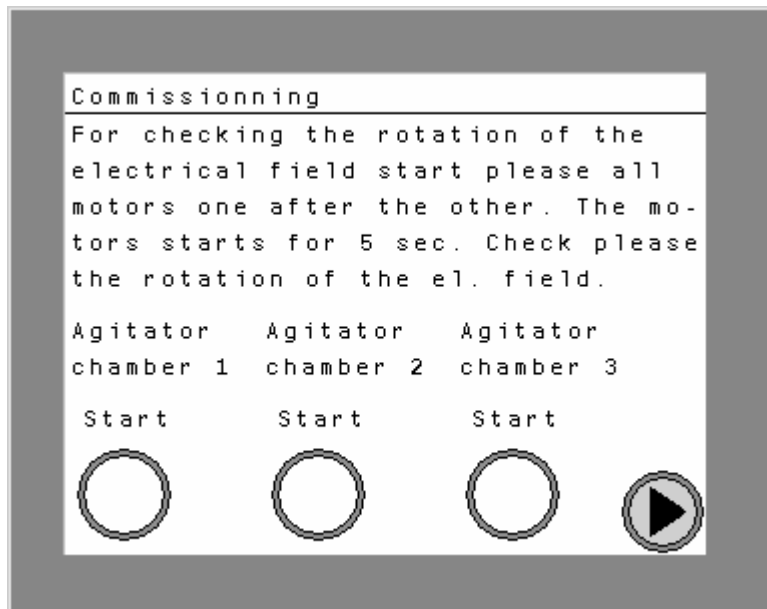 Commissionning
For checking the rotation of the
electrical field start please all
motors one after the other. The mo-
tors starts for 5 sec. Check please
the rotation of the el. field.
Agitator Agitator Agitator
chamber 1 chamber 2 chamber 3
Start Start Start